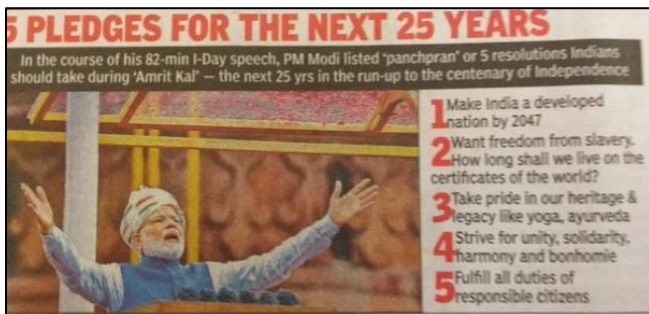 5 PLEDGES FOR THE NEXT 25 YEARS
In the course of his 82-min I-Day speech, PM Modi listed 'panchpran' or 5 resolutions Indians
should take during 'Amrit Kal' — the next 25 yrs in the run-up to the centenary of Independence
1 Make India a developed
nation by 2047
2 Want freedom from slavery.
How long shall we live on the
certificates of the world?
3 Take pride in our heritage &
legacy like yoga, ayurveda
4 Strive for unity, solidarity,
harmony and bonhomie
5 Fulfill all duties of
responsible citizens